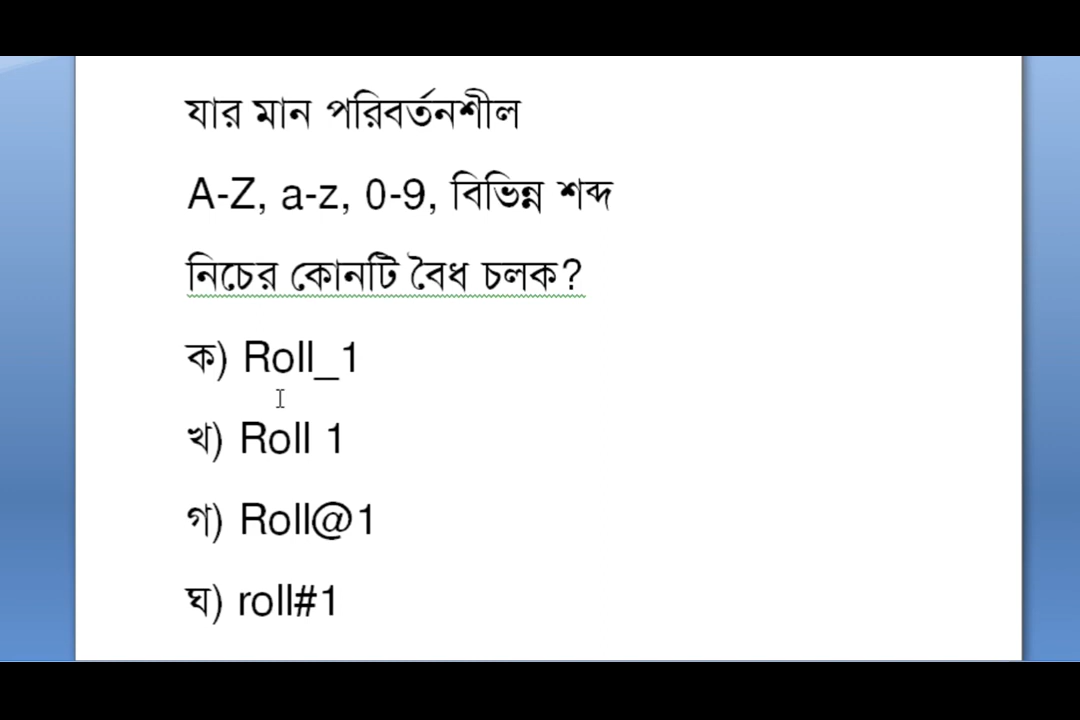 যার মান পরিবর্তনশীল
A-Z, a-z, 0-9, বিভিন্ন শব্দ
নিচের কোনটি বৈধ চলক?
ক) Roll_1
খ) Roll 1
গ) Roll@1
ঘ) roll#1